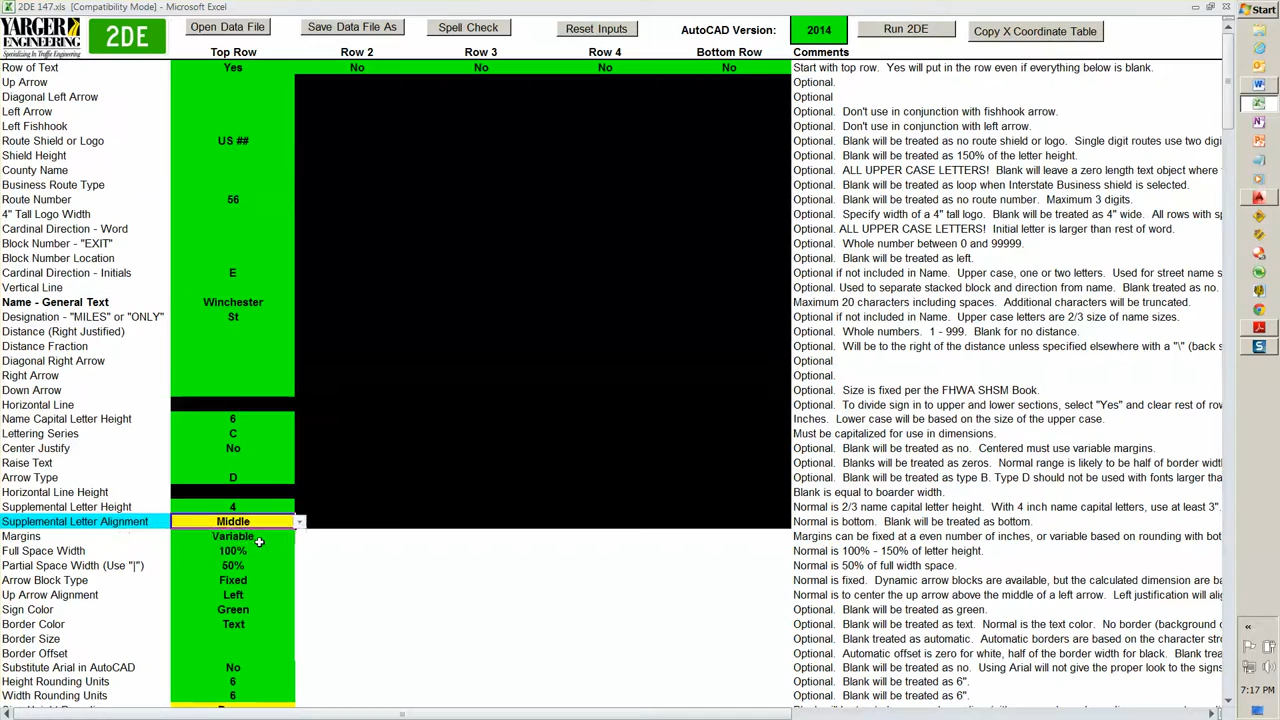 2DE 147.xls [Compatibility Mode] - Microsoft Excel
Start
YARGER ENGINEERING
Specializing In Traffic Engineering
2DE
Open Data File
Save Data File As
Spell Check
Reset Inputs
AutoCAD Version:
2014
Run 2DE
Copy X Coordinate Table
Top Row Row 2 Row 3 Row 4 Bottom Row Comments
Row of Text Yes No No No No Start with top row. Yes will put in the row even if everything below is blank.
Up Arrow Optional.
Diagonal Left Arrow Optional
Left Arrow Optional. Don't use in conjunction with fishhook arrow.
Left Fishhook Optional. Don't use in conjunction with left arrow.
Route Shield or Logo US ## Optional. Blank will be treated as no route shield or logo. Single digit routes use two digi
Shield Height Optional. Blank will be treated as 150% of the letter height.
County Name Optional. ALL UPPER CASE LETTERS! Blank will leave a zero length text object where
Business Route Type Optional. Blank will be treated as loop when Interstate Business shield is selected.
Route Number 56 Optional. Blank will be treated as no route number. Maximum 3 digits.
4" Tall Logo Width Optional. Specify width of a 4" tall logo. Blank will be treated as 4" wide. All rows with sp
Cardinal Direction - Word Optional. ALL UPPER CASE LETTERS! Initial letter is larger than rest of word.
Block Number - "EXIT" Optional. Whole number between 0 and 99999.
Block Number Location Optional. Blank will be treated as left.
Cardinal Direction - Initials E Optional if not included in Name. Upper case, one or two letters. Used for street name s
Vertical Line Optional. Used to separate stacked block and direction from name. Blank treated as no.
Name - General Text Winchester Maximum 20 characters including spaces. Additional characters will be truncated.
Designation - "MILES" or "ONLY" St Optional if not included in Name. Upper case letters are 2/3 size of name sizes.
Distance (Right Justified) Optional. Whole numbers. 1 - 999. Blank for no distance.
Distance Fraction Optional. Will be to the right of the distance unless specified elsewhere with a "\" (back s
Diagonal Right Arrow Optional
Right Arrow Optional.
Down Arrow Optional. Size is fixed per the FHWA SHSM Book.
Horizontal Line Optional. To divide sign in to upper and lower sections, select "Yes" and clear rest of row
Name Capital Letter Height 6 Inches. Lower case will be based on the size of the upper case.
Lettering Series C Must be capitalized for use in dimensions.
Center Justify No Optional. Blank will be treated as no. Centered must use variable margins.
Raise Text Optional. Blanks will be treated as zeros. Normal range is likely to be half of border widt
Arrow Type D Optional. Blank will be treated as type B. Type D should not be used with fonts larger than
Horizontal Line Height Blank is equal to boarder width.
Supplemental Letter Height 4 Normal is 2/3 name capital letter height. With 4 inch name capital letters, use at least 3".
Supplemental Letter Alignment Middle Normal is bottom. Blank will be treated as bottom.
Margins Variable Margins can be fixed at a even number of inches, or variable based on rounding with bot
Full Space Width 100% Normal is 100% - 150% of letter height.
Partial Space Width (Use "|") 50% Normal is 50% of full width space.
Arrow Block Type Fixed Normal is fixed. Dynamic arrow blocks are available, but the calculated dimension are ba
Up Arrow Alignment Left Normal is to center the up arrow above the middle of a left arrow. Left justification will alig
Sign Color Green Optional. Blank will be treated as green.
Border Color Text Optional. Blank will be treated as text. Normal is the text color. No border (background c
Border Size Optional. Blank treated as automatic. Automatic borders are based on the character str
Border Offset Optional. Automatic offset is zero for white, half of the border width for black. Blank trea
Substitute Arial in AutoCAD No Optional. Blank will be treated as no. Using Arial will not give the proper look to the signs
Height Rounding Units 6 Optional. Blank will be treated as 6".
Width Rounding Units 6 Optional. Blank will be treated as 6".
7:17 PM